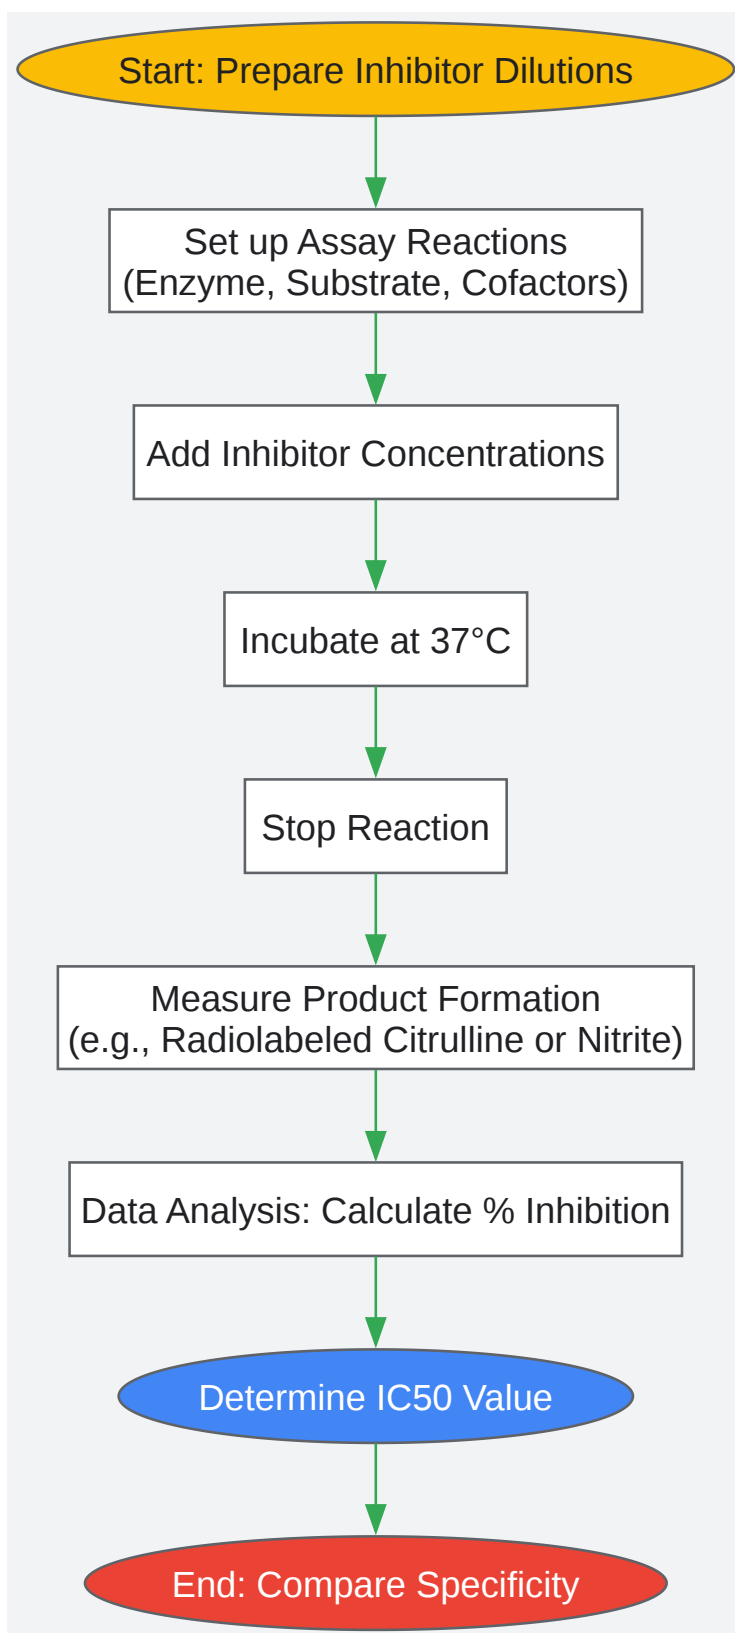 Start: Prepare Inhibitor Dilutions
Set up Assay Reactions
(Enzyme, Substrate, Cofactors)
Add Inhibitor Concentrations
Incubate at 37°C
Stop Reaction
Measure Product Formation
(e.g., Radiolabeled Citrulline or Nitrite)
Data Analysis: Calculate % Inhibition
Determine IC50 Value
End: Compare Specificity